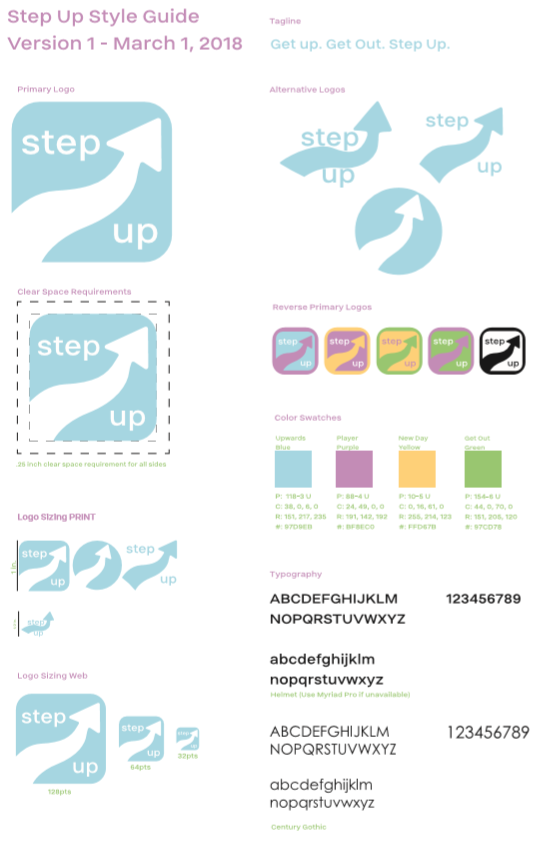 Step Up Style Guide
Version 1 - March 1, 2018
Primary Logo
step
up
Clear Space Requirements
step
up
.25 inch clear space requirement for all sides
Logo Sizing PRINT
1 in.
step
up
step
up
step
up
Logo Sizing Web
step
up
128pts
step
up
64pts
step
up
32pts
Tagline
Get up. Get Out. Step Up.
Alternative Logos
step
up
step
up
Reverse Primary Logos
step
up
step
up
step
up
step
up
step
up
Color Swatches
Upwards
Blue
P: 118-3 U
C: 38, 0, 6, 0
R: 151, 217, 235
#: 97D9EB
Player
Purple
P: 88-4 U
C: 24, 48, 0, 0
R: 191, 142, 192
#: BF8EC0
New Day
Yellow
P: 10-5 U
C: 0, 16, 61, 0
R: 255, 214, 123
#: FFD67B
Get Out
Green
P: 154-6 U
C: 44, 0, 70, 0
R: 151, 205, 120
#: 97CD78
Typography
ABCDEFGHIJKLM 123456789
NOPQRSTUVWXYZ
abcdefghijklm
nopqrstuvwxyz
Helmet (Use Myriad Pro if unavailable)
ABCDEFGHIJKLM 123456789
NOPQRSTUVWXYZ
abcdefghijklm
nopqrstuvwxyz
Century Gothic